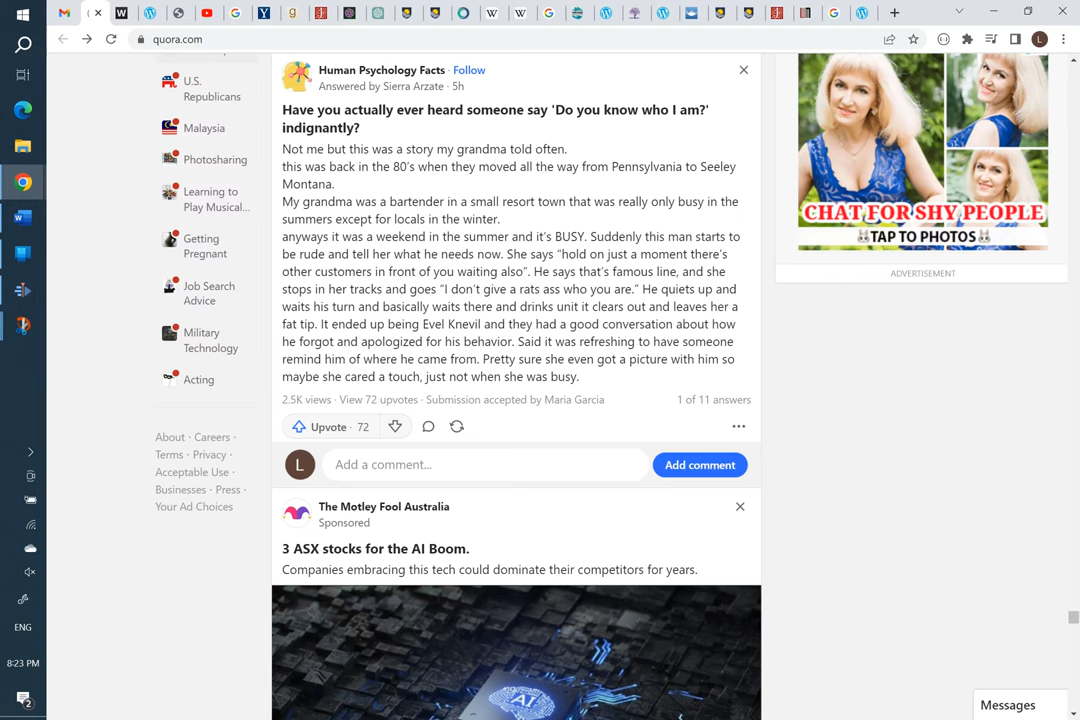 quora.com
U.S.
Republicans
Malaysia
Photosharing
Learning to
Play Musical...
Getting
Pregnant
Job Search
Advice
Military
Technology
Acting
About · Careers ·
Terms · Privacy ·
Acceptable Use ·
Businesses · Press ·
Your Ad Choices
Human Psychology Facts · Follow
Answered by Sierra Arzate · 5h
Have you actually ever heard someone say 'Do you know who I am?'
indignantly?
Not me but this was a story my grandma told often.
this was back in the 80’s when they moved all the way from Pennsylvania to Seeley
Montana.
My grandma was a bartender in a small resort town that was really only busy in the
summers except for locals in the winter.
anyways it was a weekend in the summer and it’s BUSY. Suddenly this man starts to
be rude and tell her what he needs now. She says “hold on just a moment there’s
other customers in front of you waiting also”. He says that’s famous line, and she
stops in her tracks and goes “I don’t give a rats ass who you are.” He quiets up and
waits his turn and basically waits there and drinks unit it clears out and leaves her a
fat tip. It ended up being Evel Knevil and they had a good conversation about how
he forgot and apologized for his behavior. Said it was refreshing to have someone
remind him of where he came from. Pretty sure she even got a picture with him so
maybe she cared a touch, just not when she was busy.
2.5K views · View 72 upvotes · Submission accepted by Maria Garcia
1 of 11 answers
Upvote · 72
L
Add a comment...
Add comment
The Motley Fool Australia
Sponsored
3 ASX stocks for the AI Boom.
Companies embracing this tech could dominate their competitors for years.
AI
CHAT FOR SHY PEOPLE
TAP TO PHOTOS
ADVERTISEMENT
Messages
ENG
8:23 PM
2